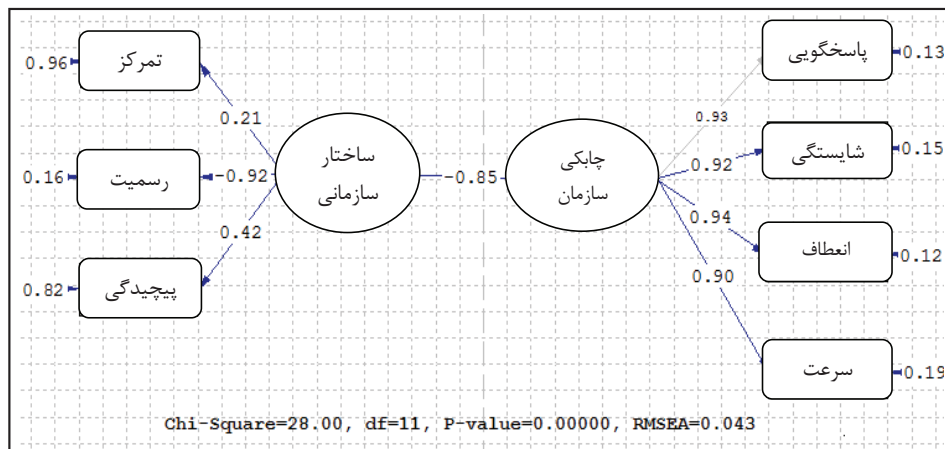 تمرکز
0.96
0.21
رسمیت
0.16
-0.92
پیچیدگی
0.82
0.42
ساختار
سازمانی
-0.85
چابکی
سازمان
0.93
پاسخگویی
0.13
0.92
شایستگی
0.15
0.94
انعطاف
0.12
0.90
سرعت
0.19
Chi-Square=28.00, df=11, P-value=0.00000, RMSEA=0.043